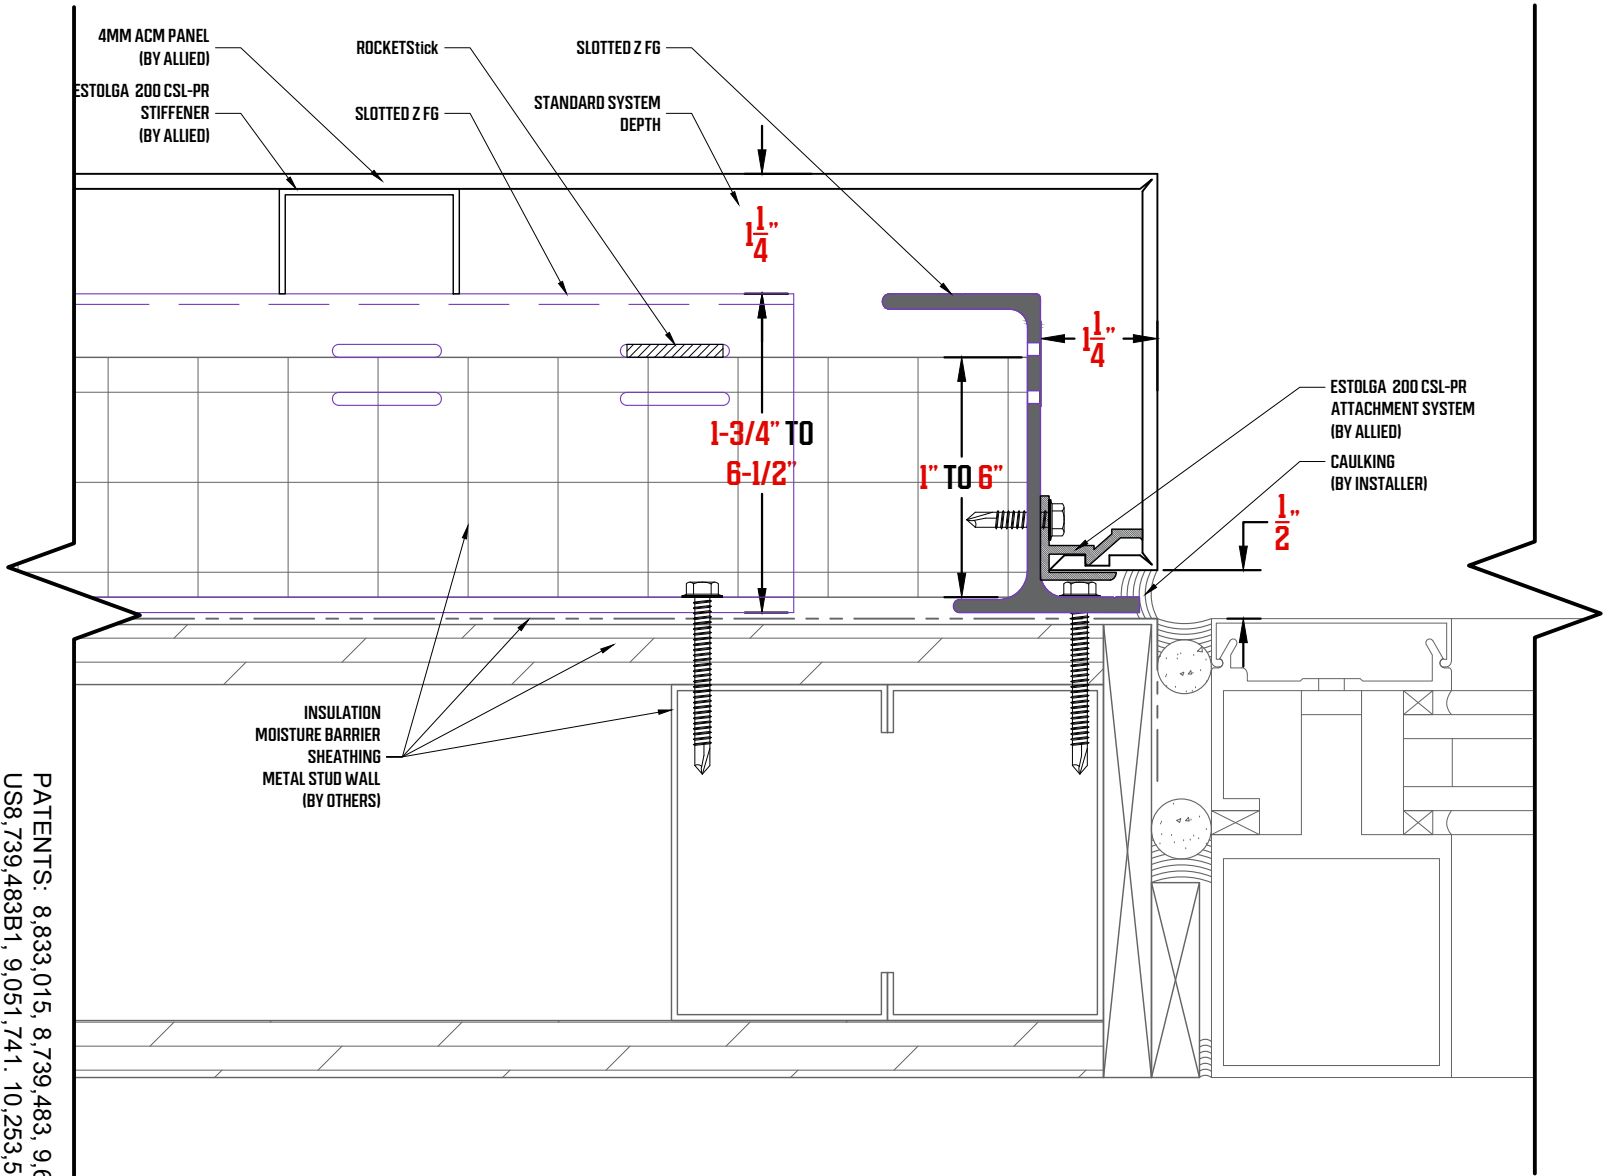 4MM ACM PANEL
(BY ALLIED)
ESTOLGA 200 CSL-PR
STIFFENER
(BY ALLIED)
ROCKETStick
SLOTTED Z FG
SLOTTED Z FG
STANDARD SYSTEM
DEPTH
1 1/4"
1 1/4"
1-3/4" TO
6-1/2"
1" TO 6"
ESTOLGA 200 CSL-PR
ATTACHMENT SYSTEM
(BY ALLIED)
CAULKING
(BY INSTALLER)
1/2"
INSULATION
MOISTURE BARRIER
SHEATHING
METAL STUD WALL
(BY OTHERS)
PATENTS: 8,833,015, 8,739,483, 9,6
US8,739,483B1, 9,051,741. 10,253,5